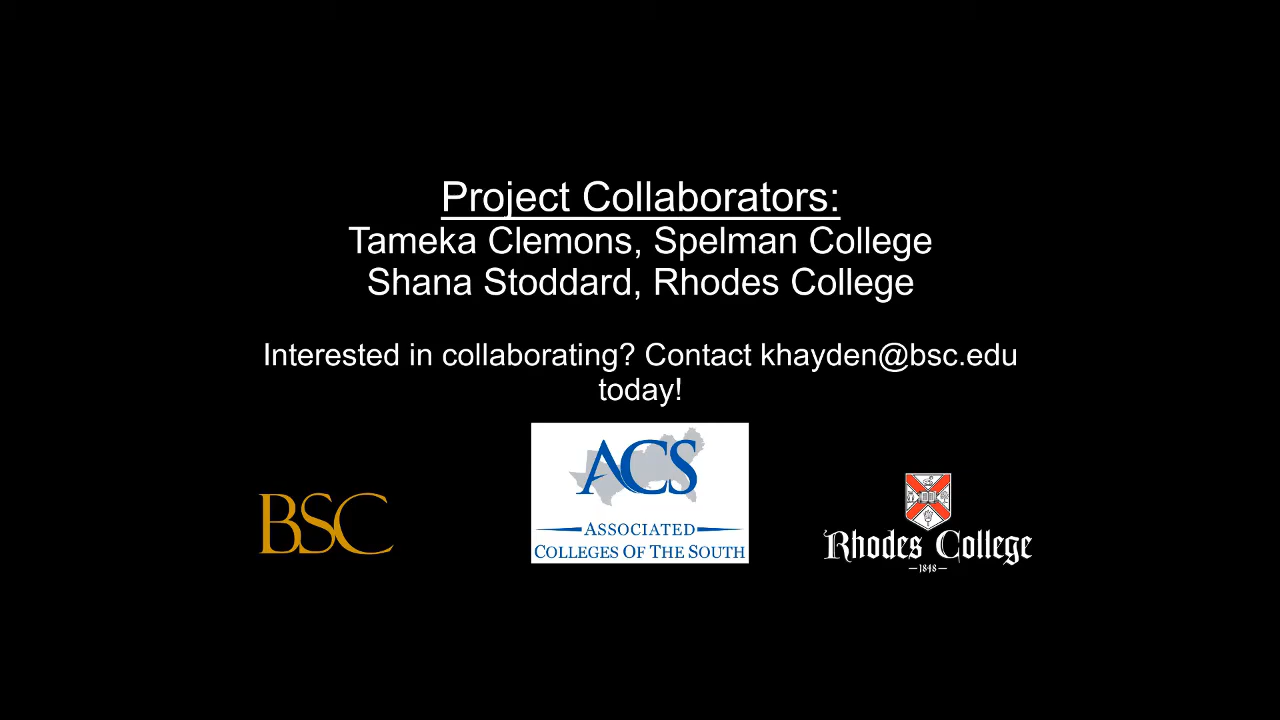 Project Collaborators:
Tameka Clemons, Spelman College
Shana Stoddard, Rhodes College
Interested in collaborating? Contact khayden@bsc.edu
today!
BSC
ACS
ASSOCIATED
COLLEGES OF THE SOUTH
Rhodes College
1848